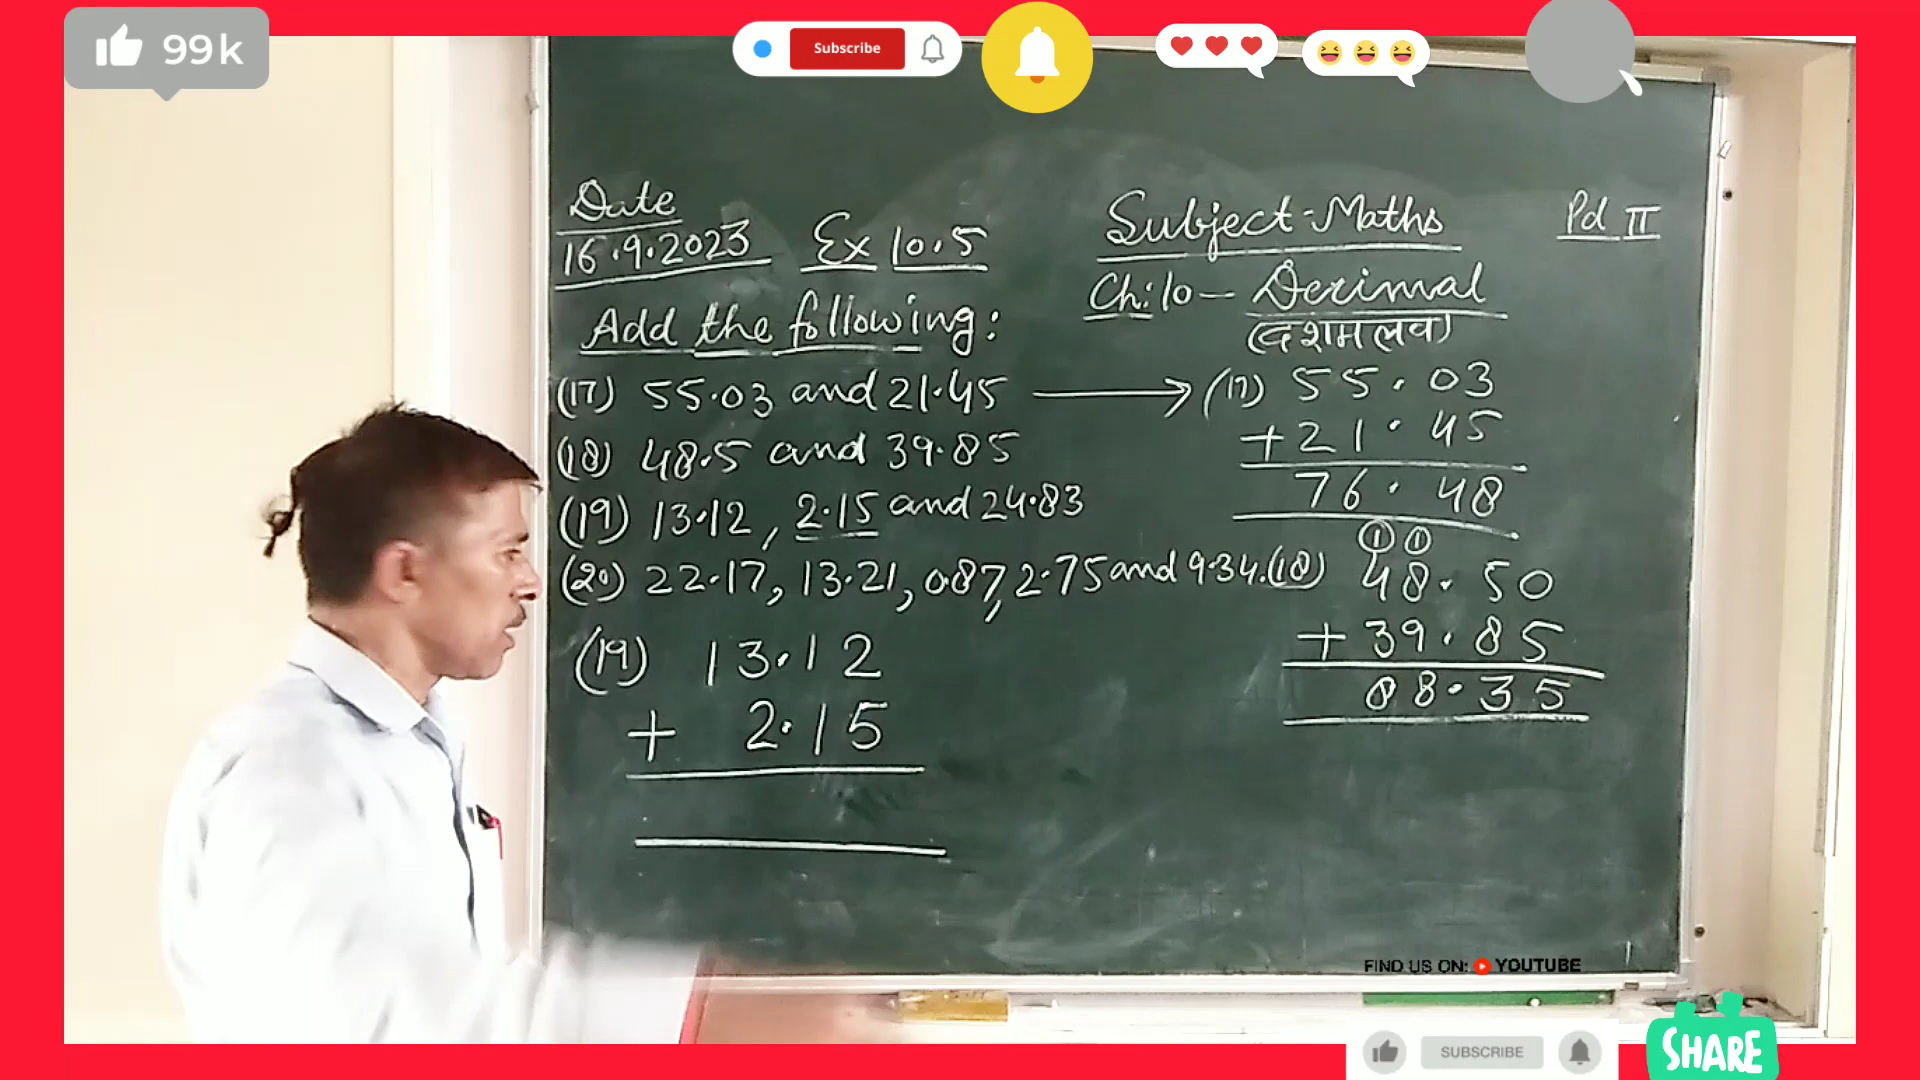 99k
Subscribe
Date
16.9.2023 Ex 10.5
Subject-Maths
Pd II
Ch:10- Decimal
(दशमलव)
Add the following:
(17) 55.03 and 21.45
(18) 48.5 and 39.85
(19) 13.12, 2.15 and 24.83
(20) 22.17, 13.21, 0.87, 2.75 and 9.34.
(17) 55.03
+21.45
76.48
1 1
(18) 48.50
+39.85
88.35
(19) 13.12
+ 2.15
FIND US ON: YOUTUBE
SUBSCRIBE
SHARE